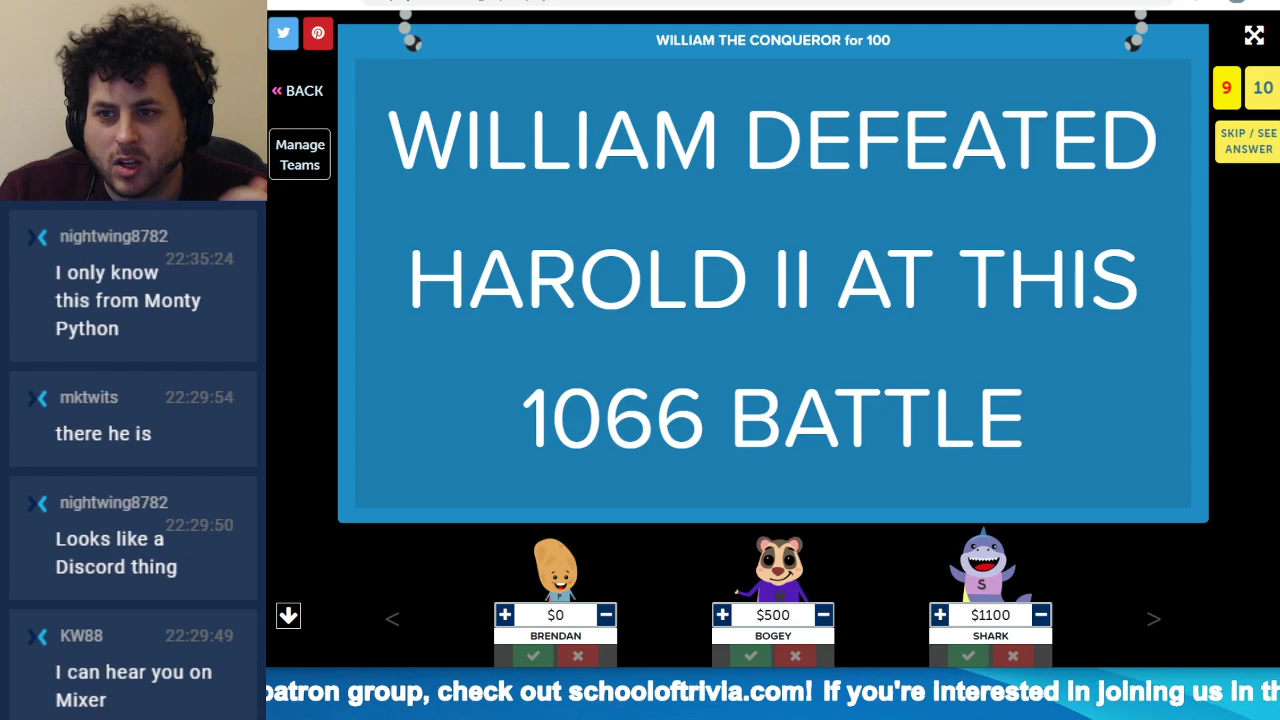 WILLIAM THE CONQUEROR for 100
« BACK
Manage
Teams
WILLIAM DEFEATED
HAROLD II AT THIS
1066 BATTLE
9 10
SKIP / SEE
ANSWER
nightwing8782
22:35:24
I only know
this from Monty
Python
mktwits 22:29:54
there he is
nightwing8782
22:29:50
Looks like a
Discord thing
KW88 22:29:49
I can hear you on
Mixer
< + $0 − + $500 − + $1100 − >
BRENDAN BOGEY SHARK
S
patron group, check out schooloftrivia.com! If you're interested in joining us in th